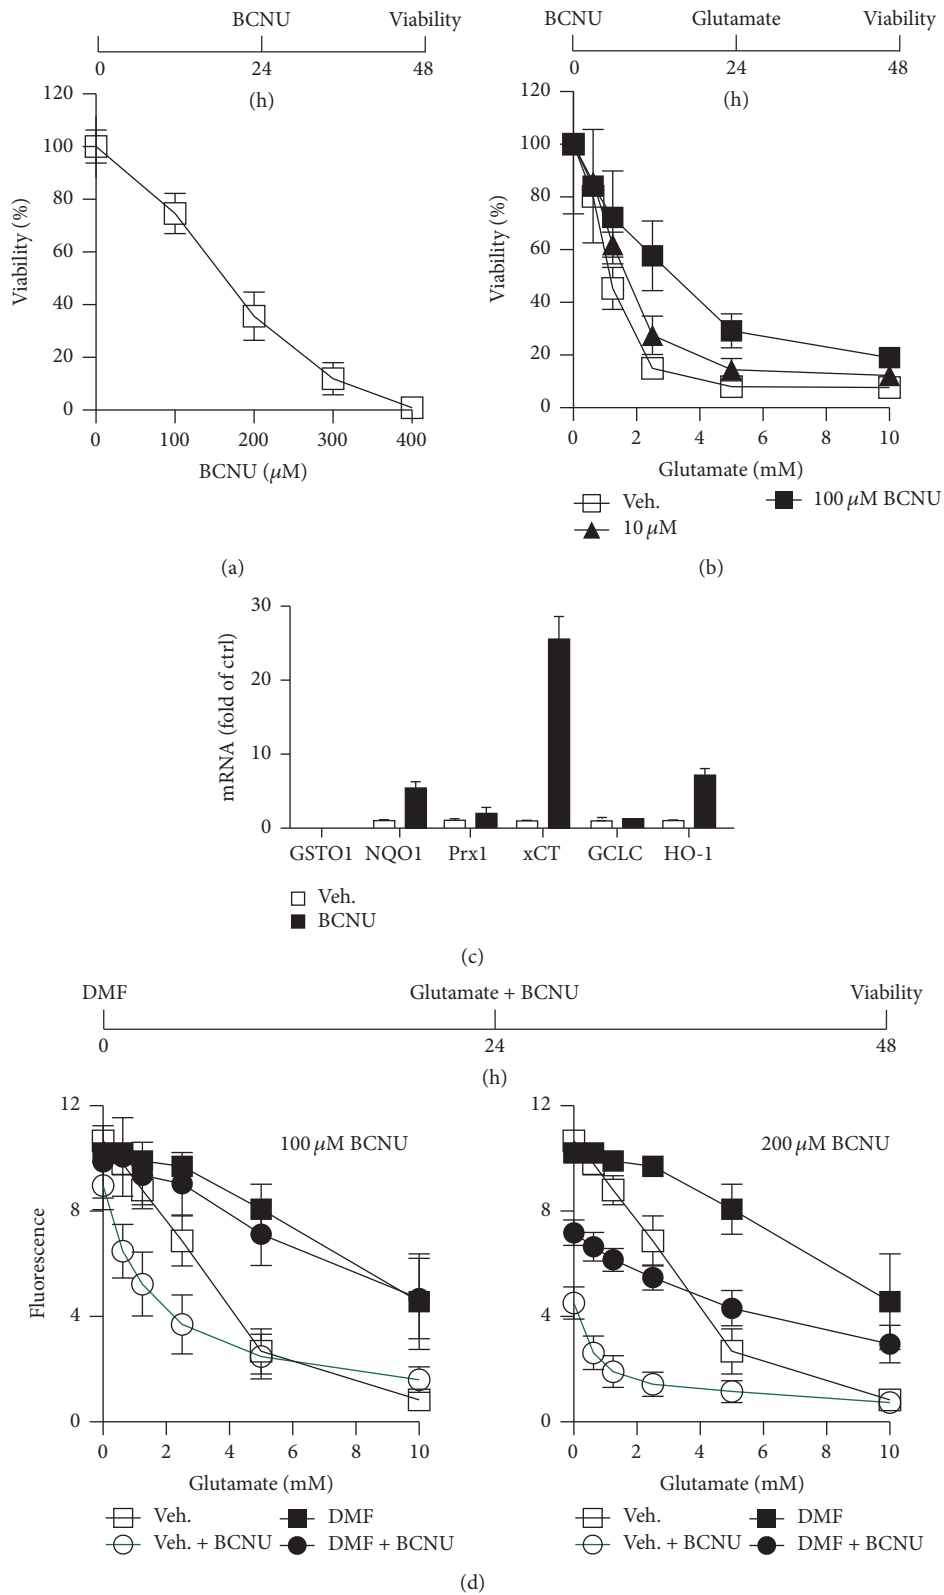 BCNU Viability
0 24 48
(h)
120
100
80
60
40
20
0
Viability (%)
0 100 200 300 400
BCNU (μM)
(a)
BCNU Glutamate Viability
0 24 48
(h)
120
100
80
60
40
20
0
Viability (%)
0 2 4 6 8 10
Glutamate (mM)
Veh. 100 μM BCNU
10 μM
(b)
30
20
10
0
mRNA (fold of ctrl)
GSTO1 NQO1 Prx1 xCT GCLC HO-1
Veh.
BCNU
(c)
DMF Glutamate + BCNU Viability
0 24 48
(h)
12
8
4
0
Fluorescence
100 μM BCNU
0 2 4 6 8 10
Glutamate (mM)
Veh. DMF
Veh. + BCNU DMF + BCNU
12
8
4
0
200 μM BCNU
0 2 4 6 8 10
Glutamate (mM)
Veh. DMF
Veh. + BCNU DMF + BCNU
(d)